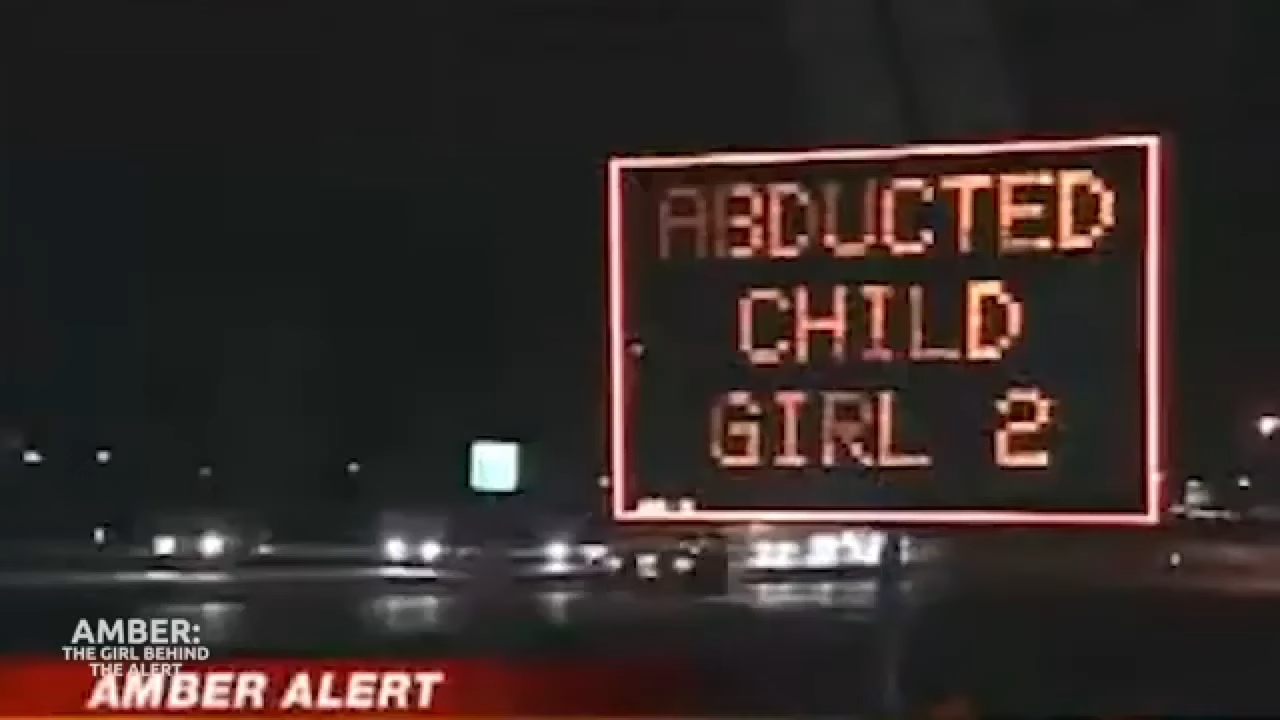 ABDUCTED
CHILD
GIRL 2
AMBER:
THE GIRL BEHIND
THE ALERT
AMBER ALERT